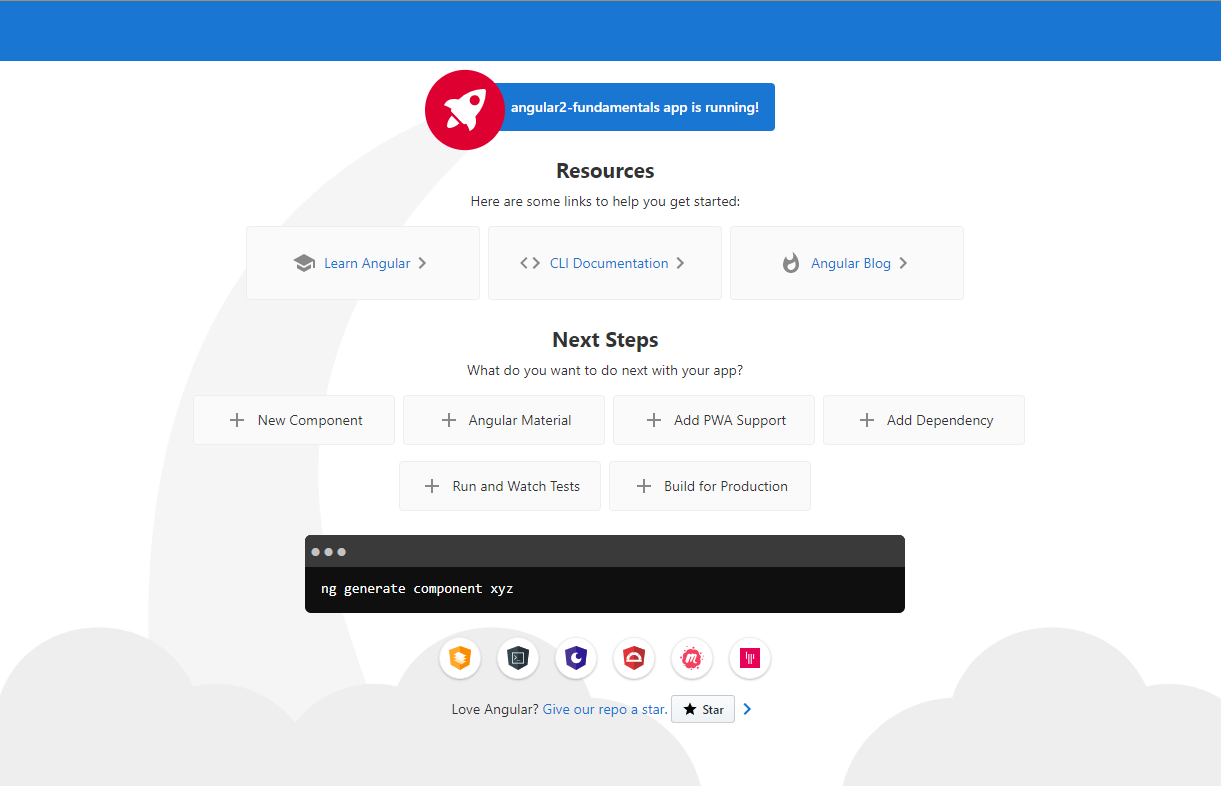 angular2-fundamentals app is running!
Resources
Here are some links to help you get started:
Learn Angular
CLI Documentation
Angular Blog
Next Steps
What do you want to do next with your app?
New Component
Angular Material
Add PWA Support
Add Dependency
Run and Watch Tests
Build for Production
ng generate component xyz
Love Angular? Give our repo a star. Star